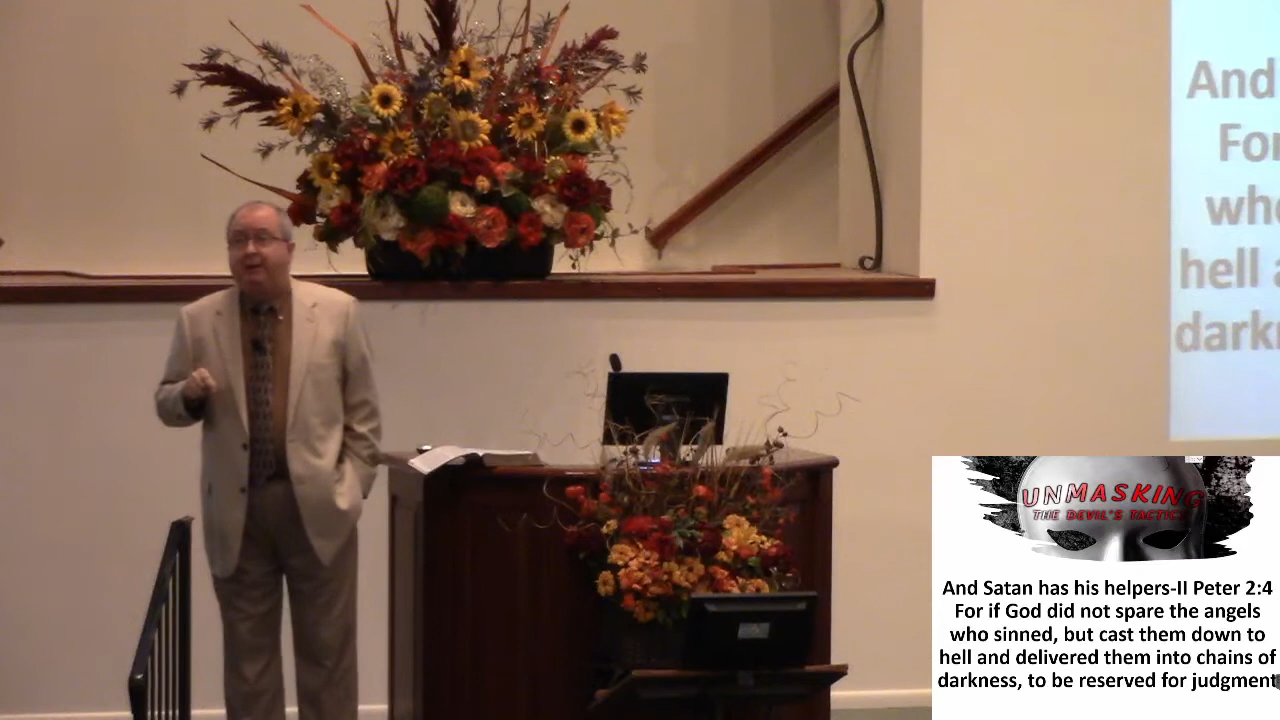 And
For
who
hell a
dark
UNMASKING
THE DEVIL'S TACTICS
And Satan has his helpers-II Peter 2:4
For if God did not spare the angels
who sinned, but cast them down to
hell and delivered them into chains of
darkness, to be reserved for judgment